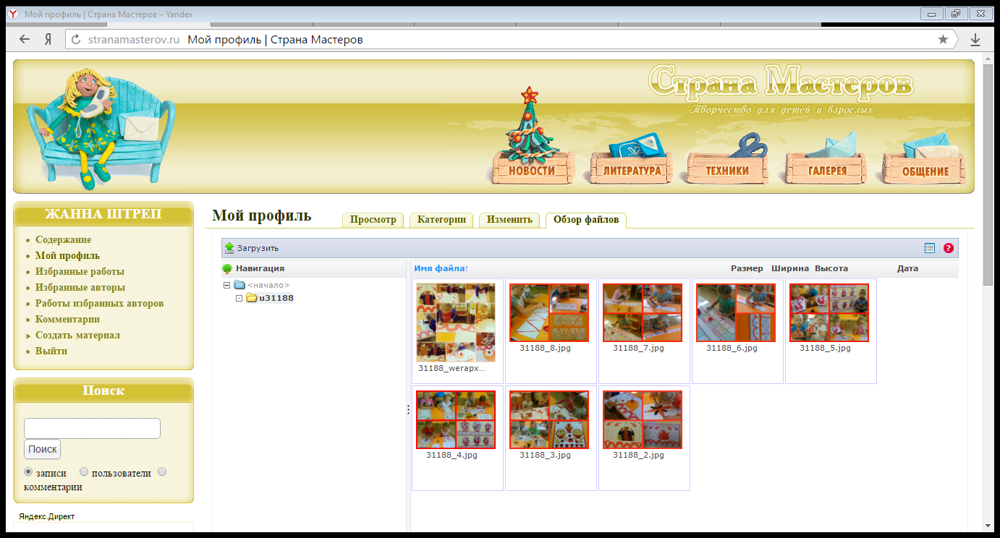 Мой профиль | Страна Мастеров – Yandex
Я stranamasterov.ru Мой профиль | Страна Мастеров
Страна Мастеров
Творчество для детей и взрослых
НОВОСТИ ЛИТЕРАТУРА ТЕХНИКИ ГАЛЕРЕЯ ОБЩЕНИЕ
ЖАННА ШТРЕП
Содержание
Мой профиль
Избранные работы
Избранные авторы
Работы избранных авторов
Комментарии
Создать материал
Выйти
Поиск
Поиск
записи пользователи
комментарии
Яндекс.Директ
Мой профиль Просмотр Категории Изменить Обзор файлов
Загрузить ?
Навигация
<начало>
u31188
Имя файла↑ Размер Ширина Высота Дата
31188_werapx... 31188_8.jpg 31188_7.jpg 31188_6.jpg 31188_5.jpg
31188_4.jpg 31188_3.jpg 31188_2.jpg